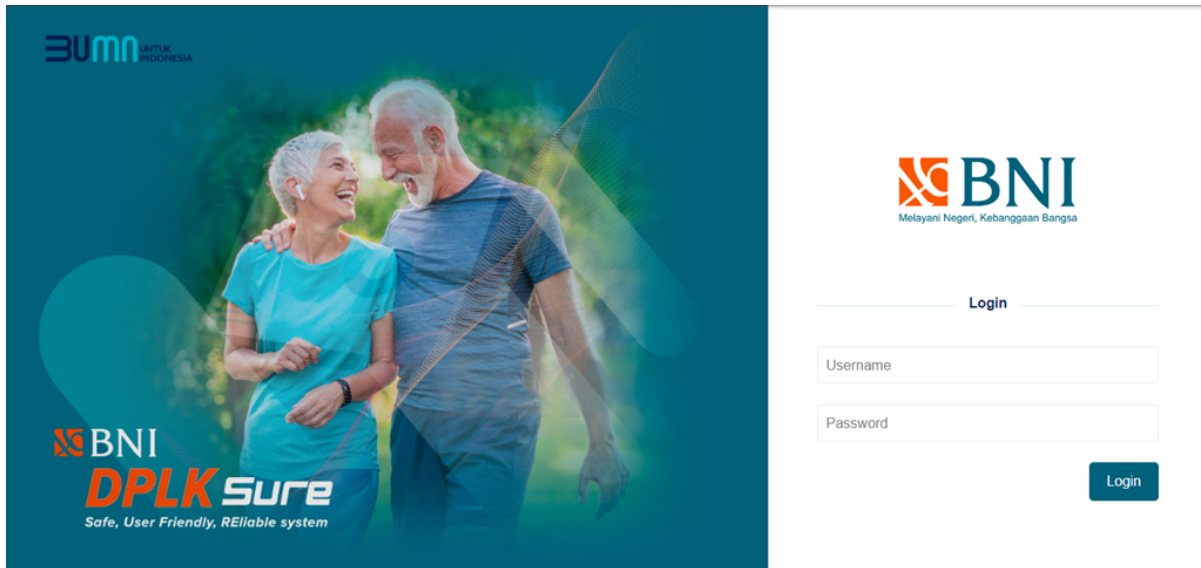 BUMN UNTUK
INDONESIA
BNI
DPLK Sure
Safe, User Friendly, REliable system
BNI
Melayani Negeri, Kebanggaan Bangsa
Login
Username
Password
Login